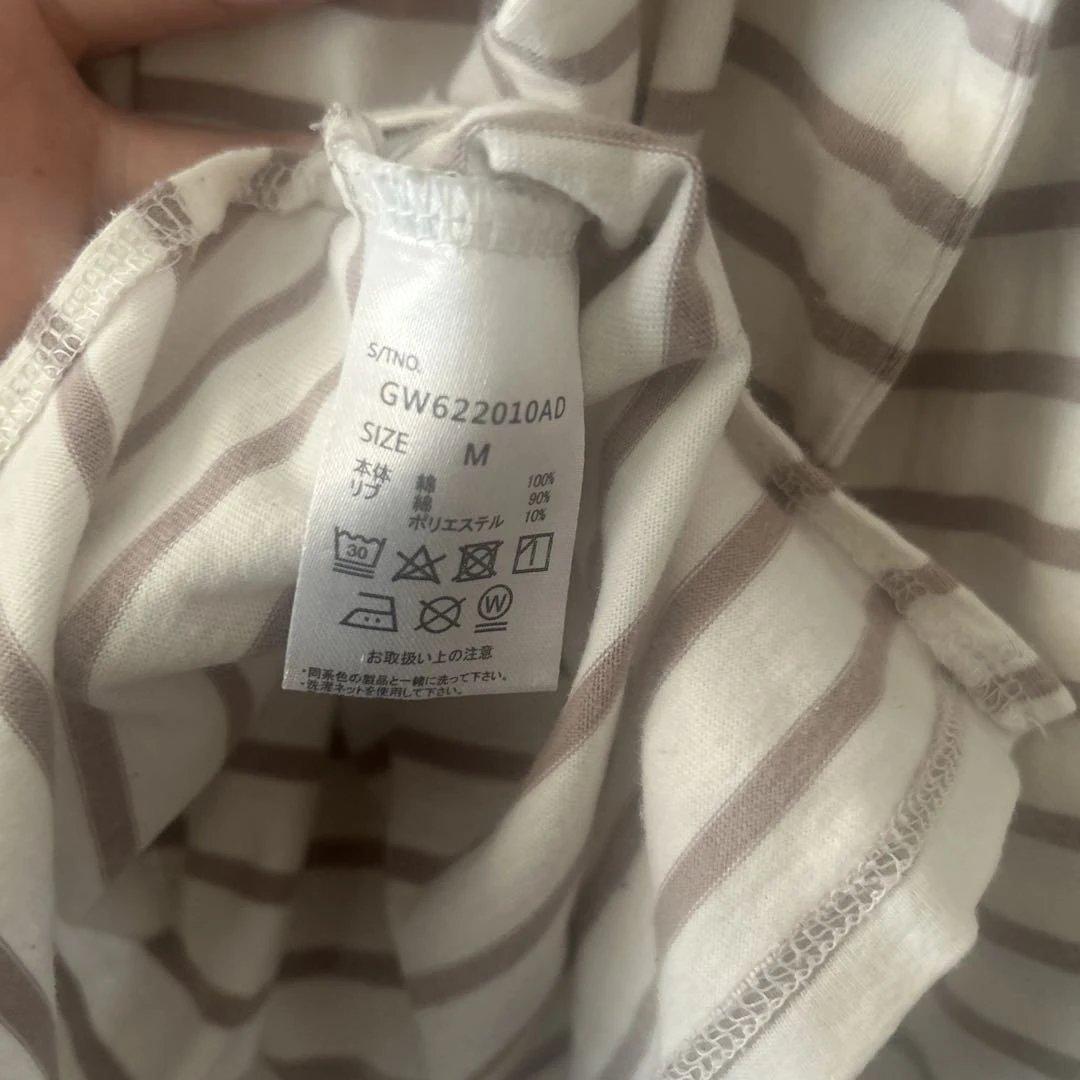 S/TNO.
GW622010AD
SIZE M
本体 綿 100%
リブ 綿 90%
ポリエステル 10%
30
W
お取扱い上の注意
・同系色の製品と一緒に洗って下さい。
・洗濯ネットを使用して下さい。